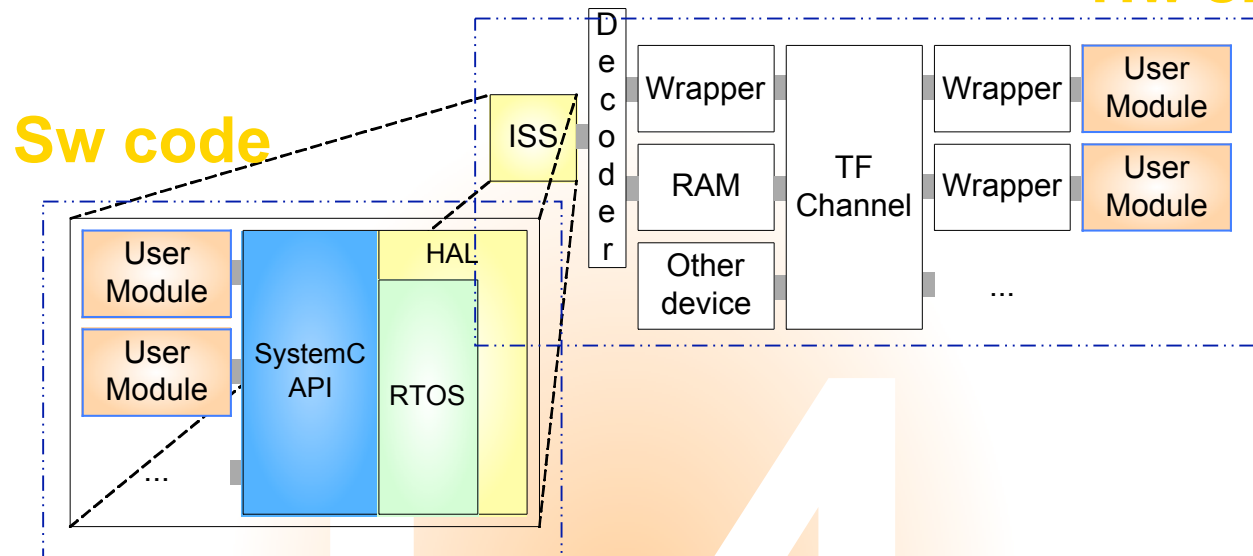 Sw code
ISS
D
e
c
o
d
e
r
Wrapper
RAM
Other
device
TF
Channel
Wrapper
User
Module
Wrapper
User
Module
...
User
Module
User
Module
...
SystemC
API
HAL
RTOS
4